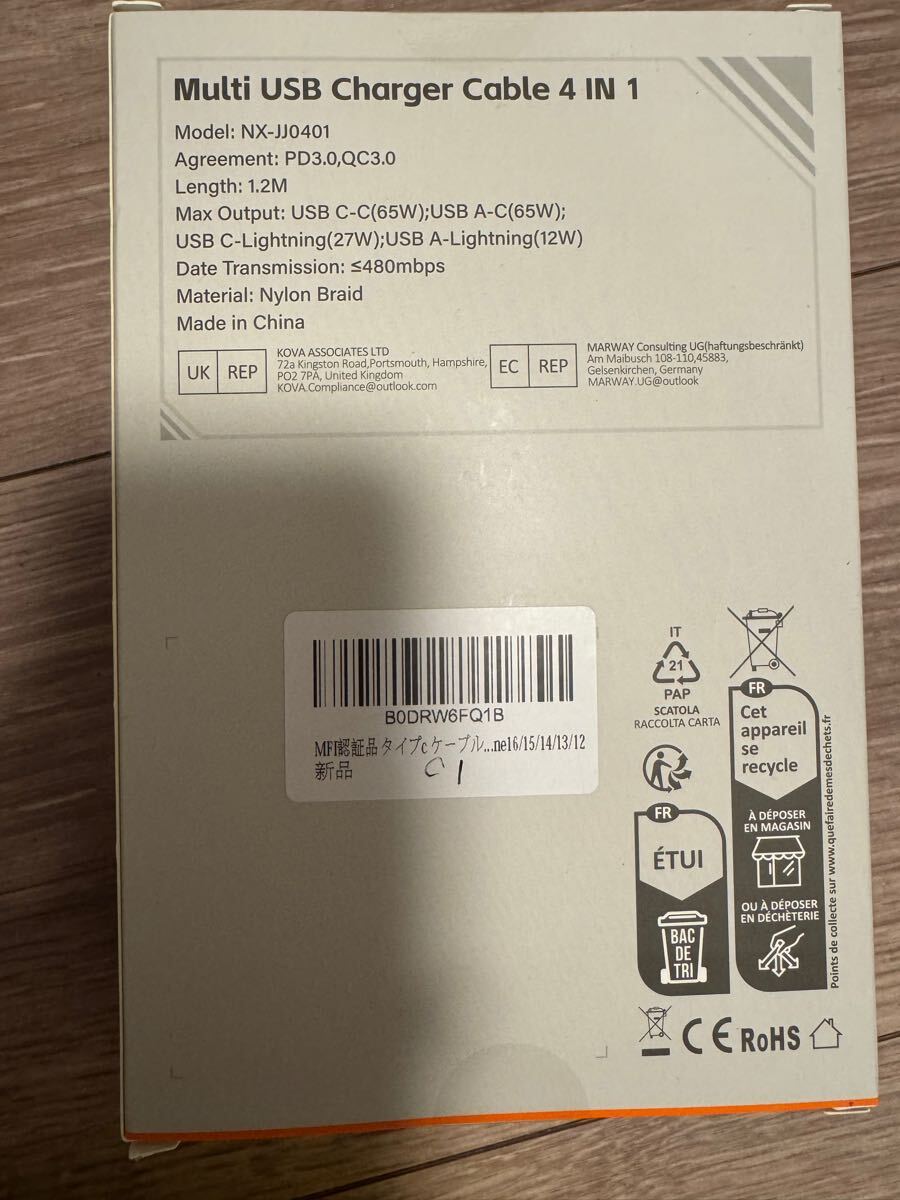 Multi USB Charger Cable 4 IN 1
Model: NX-JJ0401
Agreement: PD3.0,QC3.0
Length: 1.2M
Max Output: USB C-C(65W);USB A-C(65W);
USB C-Lightning(27W);USB A-Lightning(12W)
Date Transmission: ≤480mbps
Material: Nylon Braid
Made in China
UK REP
KOVA ASSOCIATES LTD
72a Kingston Road,Portsmouth, Hampshire,
PO2 7PA, United Kingdom
KOVA.Compliance@outlook.com
EC REP
MARWAY Consulting UG(haftungsbeschränkt)
Am Maibusch 108-110,45883,
Gelsenkirchen, Germany
MARWAY.UG@outlook
B0DRW6FQ1B
MFI認証品 タイプc ケーブル...ne16/15/14/13/12
新品
C1
IT
21
PAP
SCATOLA
RACCOLTA CARTA
FR
ÉTUI
BAC
DE
TRI
FR
Cet
appareil
se
recycle
À DÉPOSER
EN MAGASIN
OU À DÉPOSER
EN DÉCHÈTERIE
Points de collecte sur www.quefairedemesdechets.fr
CE RoHS